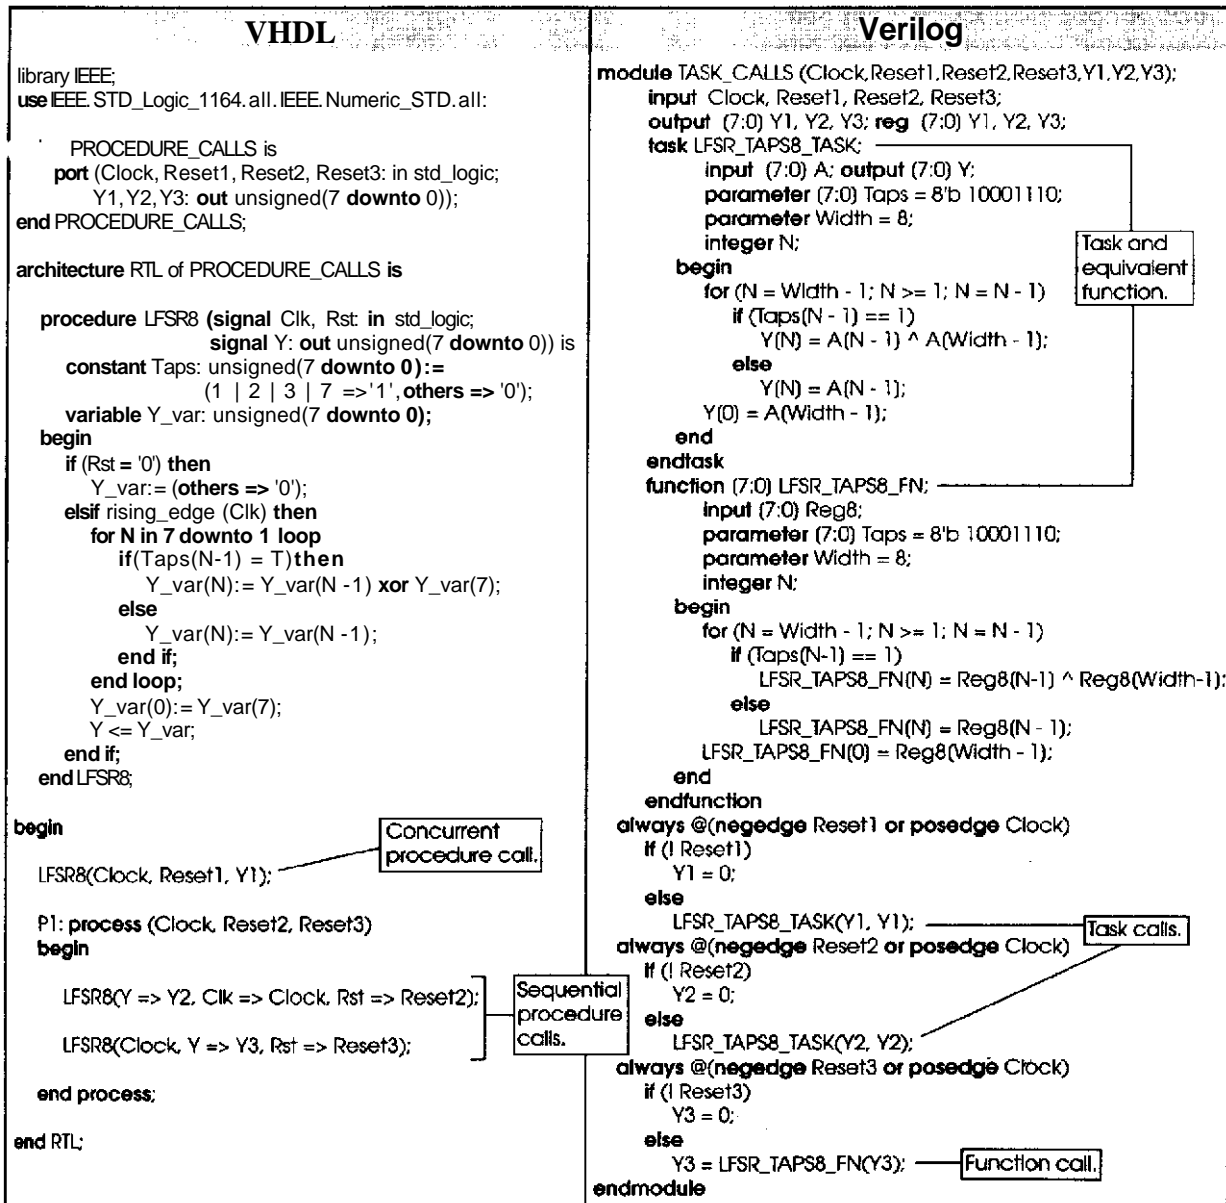 VHDL
library IEEE;
use IEEE.STD_Logic_1164.all.IEEE.Numeric_STD.all:
PROCEDURE_CALLS is
port (Clock, Reset1, Reset2, Reset3: in std_logic;
Y1,Y2,Y3: out unsigned(7 downto 0));
end PROCEDURE_CALLS;
architecture RTL of PROCEDURE_CALLS is
procedure LFSR8 (signal Clk, Rst: in std_logic;
signal Y: out unsigned(7 downto 0)) is
constant Taps: unsigned(7 downto 0):=
(1 | 2 | 3 | 7 =>'1', others => '0');
variable Y_var: unsigned(7 downto 0);
begin
if (Rst = '0') then
Y_var:= (others => '0');
elsif rising_edge (Clk) then
for N in 7 downto 1 loop
if(Taps(N-1) = T)then
Y_var(N):= Y_var(N -1) xor Y_var(7);
else
Y_var(N):= Y_var(N -1);
end if;
end loop;
Y_var(0):= Y_var(7);
Y <= Y_var;
end if;
end LFSR8;
begin
Concurrent
procedure call.
LFSR8(Clock, Reset1, Y1);
P1: process (Clock, Reset2, Reset3)
begin
LFSR8(Y => Y2, Clk => Clock, Rst => Reset2);
LFSR8(Clock, Y => Y3, Rst => Reset3);
Sequential
procedure
calls.
end process;
end RTL;
Verilog
module TASK_CALLS (Clock,Reset1,Reset2,Reset3,Y1,Y2,Y3);
input Clock, Reset1, Reset2, Reset3;
output (7:0) Y1, Y2, Y3; reg (7:0) Y1, Y2, Y3;
task LFSR_TAPS8_TASK;
input (7:0) A; output (7:0) Y;
parameter (7:0) Taps = 8'b 10001110;
parameter Width = 8;
integer N;
Task and
equivalent
function.
begin
for (N = Width - 1; N >= 1; N = N - 1)
if (Taps(N - 1) == 1)
Y(N) = A(N - 1) ^ A(Width - 1);
else
Y(N) = A(N - 1);
Y(0) = A(Width - 1);
end
endtask
function (7:0) LFSR_TAPS8_FN;
input (7:0) Reg8;
parameter (7:0) Taps = 8'b 10001110;
parameter Width = 8;
integer N;
begin
for (N = Width - 1; N >= 1; N = N - 1)
if (Taps(N-1) == 1)
LFSR_TAPS8_FN(N) = Reg8(N-1) ^ Reg8(Width-1);
else
LFSR_TAPS8_FN(N) = Reg8(N - 1);
LFSR_TAPS8_FN(0) = Reg8(Width - 1);
end
endfunction
always @(negedge Reset1 or posedge Clock)
if (! Reset1)
Y1 = 0;
else
LFSR_TAPS8_TASK(Y1, Y1);
Task calls.
always @(negedge Reset2 or posedge Clock)
if (! Reset2)
Y2 = 0;
else
LFSR_TAPS8_TASK(Y2, Y2);
always @(negedge Reset3 or posedge Clock)
if (! Reset3)
Y3 = 0;
else
Y3 = LFSR_TAPS8_FN(Y3);
Function call.
endmodule